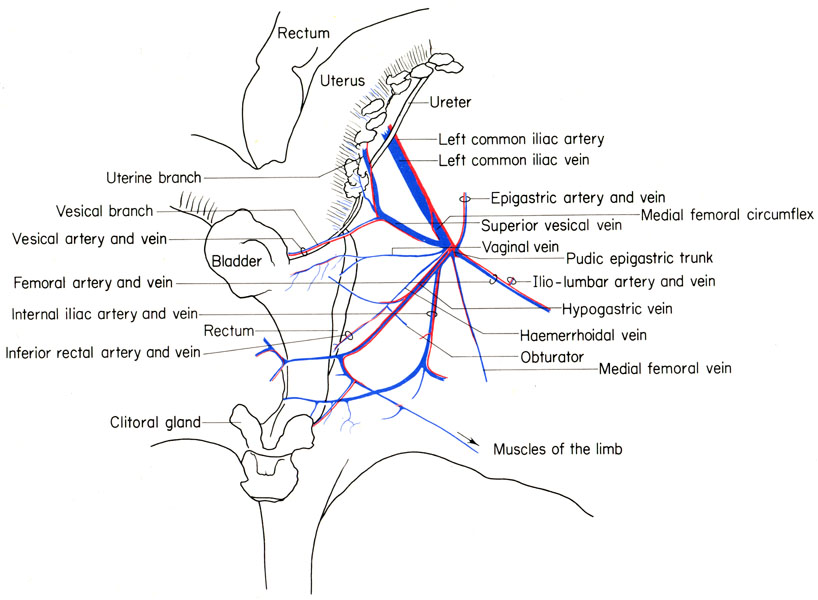 Rectum
Uterus
Ureter
Left common iliac artery
Left common iliac vein
Uterine branch
Epigastric artery and vein
Vesical branch
Medial femoral circumflex
Superior vesical vein
Vesical artery and vein
Vaginal vein
Bladder
Pudic epigastric trunk
Femoral artery and vein
Ilio-lumbar artery and vein
Internal iliac artery and vein
Hypogastric vein
Rectum
Haemerrhoidal vein
Inferior rectal artery and vein
Obturator
Medial femoral vein
Clitoral gland
Muscles of the limb